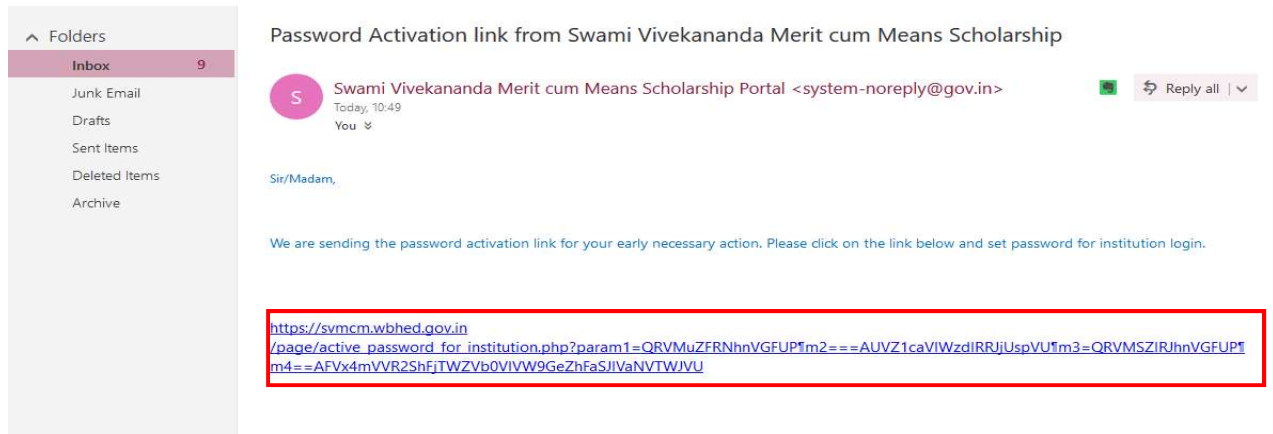 Folders
Inbox 9
Junk Email
Drafts
Sent Items
Deleted Items
Archive
Password Activation link from Swami Vivekananda Merit cum Means Scholarship
S
Swami Vivekananda Merit cum Means Scholarship Portal <system-noreply@gov.in>
Today, 10:49
You
Reply all
Sir/Madam,
We are sending the password activation link for your early necessary action. Please click on the link below and set password for institution login.
https://svmcm.wbhed.gov.in
/page/active_password_for_institution.php?param1=QRVMuZFRNhnVGFUP¶m2===AUVZ1caVIWzdIRRJjUspVU¶m3=QRVMSZIRJhnVGFUP¶
m4==AFVx4mVVR2ShFjTWZVb0VIVW9GeZhFaSJIVaNVTWJVU